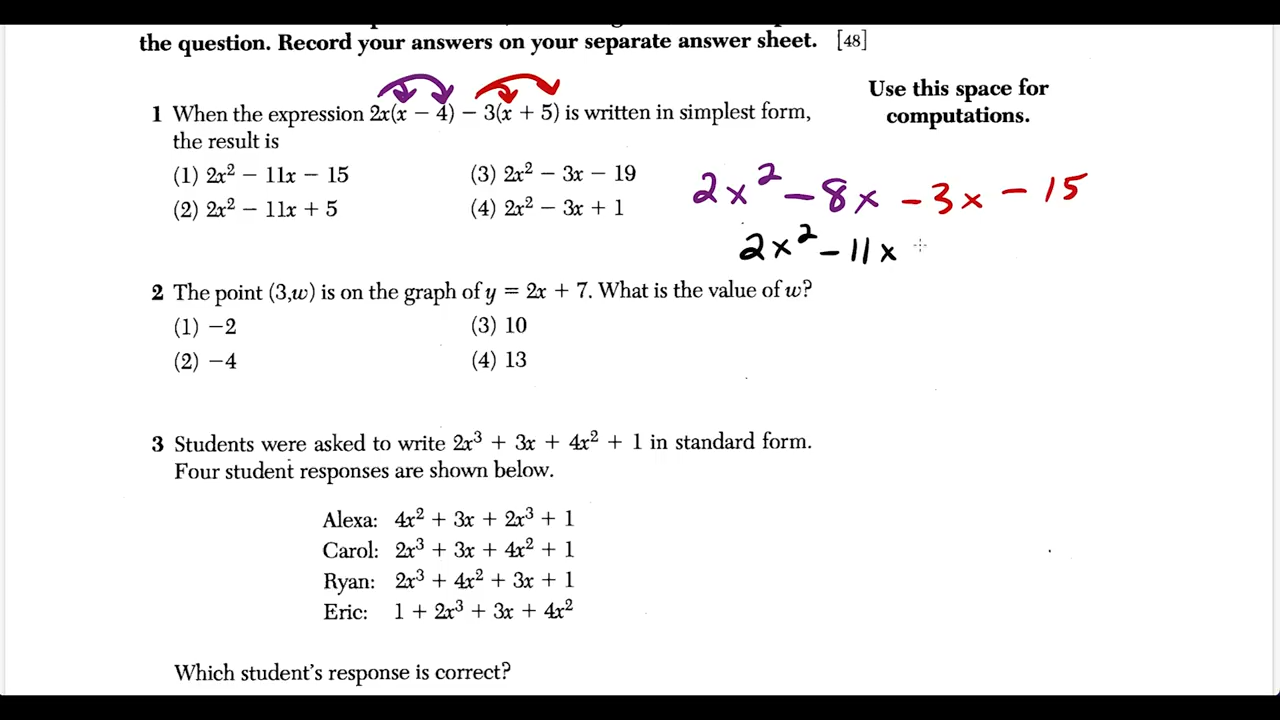 the question. Record your answers on your separate answer sheet. [48]
Use this space for
computations.
1 When the expression 2x(x − 4) − 3(x + 5) is written in simplest form,
the result is
(1) 2x² − 11x − 15
(3) 2x² − 3x − 19
(2) 2x² − 11x + 5
(4) 2x² − 3x + 1
2x² − 8x − 3x − 15
2x² − 11x
2 The point (3,w) is on the graph of y = 2x + 7. What is the value of w?
(1) −2
(3) 10
(2) −4
(4) 13
3 Students were asked to write 2x³ + 3x + 4x² + 1 in standard form.
Four student responses are shown below.
Alexa: 4x² + 3x + 2x³ + 1
Carol: 2x³ + 3x + 4x² + 1
Ryan: 2x³ + 4x² + 3x + 1
Eric: 1 + 2x³ + 3x + 4x²
Which student's response is correct?